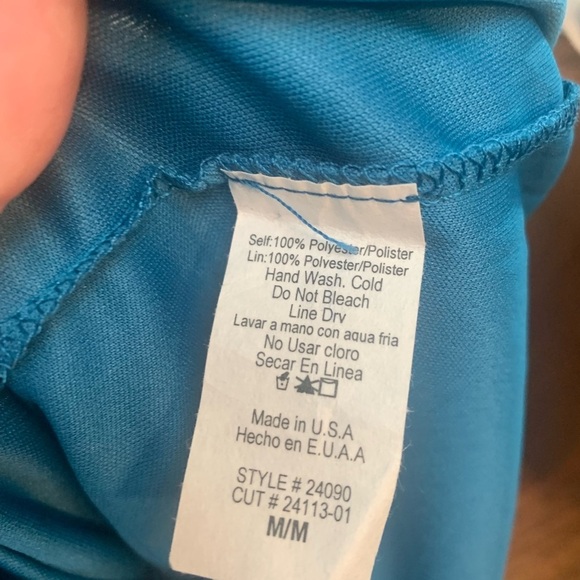 Self:100% Polyester/Polister
Lin:100% Polyester/Polister
Hand Wash. Cold
Do Not Bleach
Line Dry
Lavar a mano con agua fria
No Usar cloro
Secar En Linea
Made in U.S.A
Hecho en E.U.A.A
STYLE # 24090
CUT # 24113-01
M/M